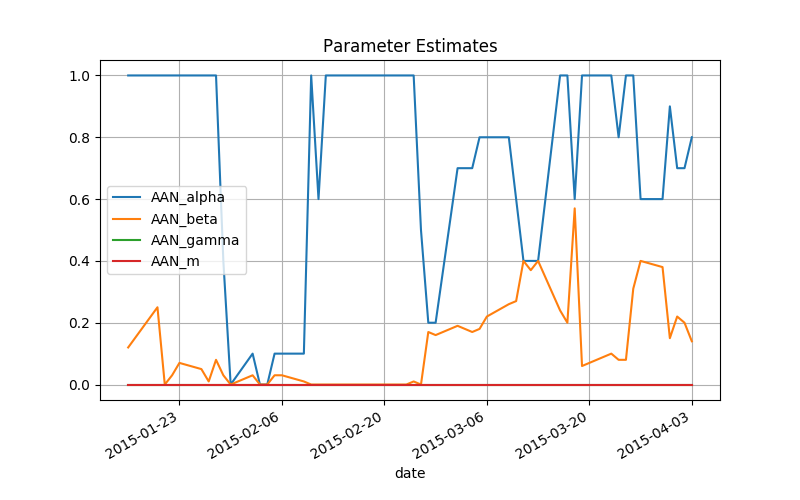 Parameter Estimates
1.0
0.8
0.6
0.4
0.2
0.0
AAN_alpha
AAN_beta
AAN_gamma
AAN_m
2015-01-23
2015-02-06
2015-02-20
2015-03-06
2015-03-20
2015-04-03
date